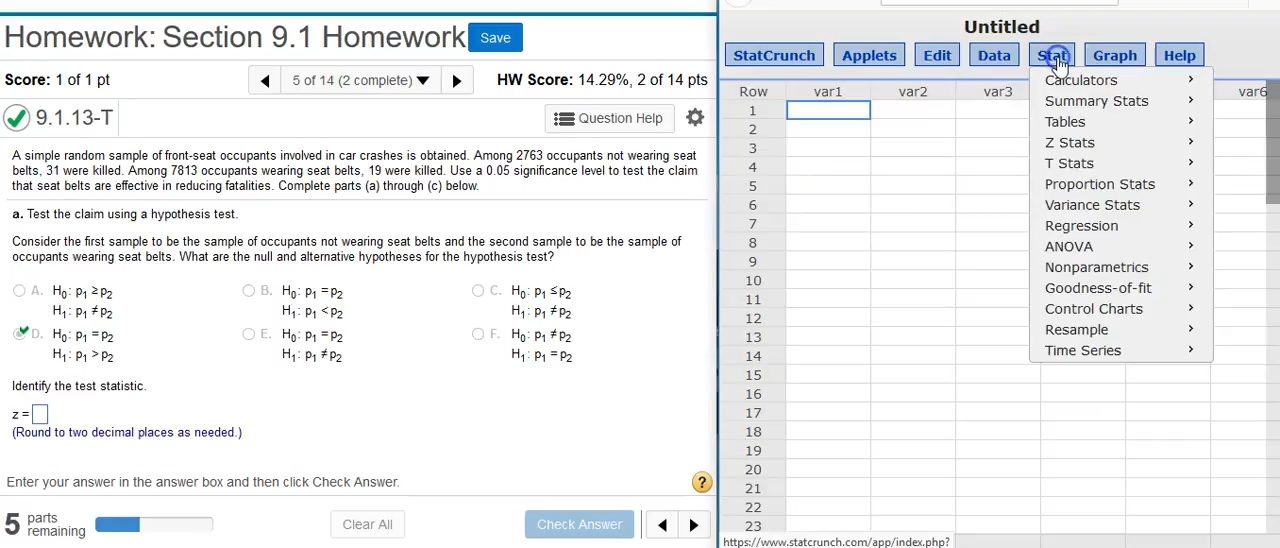 Homework: Section 9.1 Homework Save
Score: 1 of 1 pt
5 of 14 (2 complete)
HW Score: 14.29%, 2 of 14 pts
9.1.13-T
Question Help
A simple random sample of front-seat occupants involved in car crashes is obtained. Among 2763 occupants not wearing seat
belts, 31 were killed. Among 7813 occupants wearing seat belts, 19 were killed. Use a 0.05 significance level to test the claim
that seat belts are effective in reducing fatalities. Complete parts (a) through (c) below.
a. Test the claim using a hypothesis test.
Consider the first sample to be the sample of occupants not wearing seat belts and the second sample to be the sample of
occupants wearing seat belts. What are the null and alternative hypotheses for the hypothesis test?
A. H0: p1 ≥ p2
H1: p1 ≠ p2
B. H0: p1 = p2
H1: p1 < p2
C. H0: p1 ≤ p2
H1: p1 ≠ p2
D. H0: p1 = p2
H1: p1 > p2
E. H0: p1 = p2
H1: p1 ≠ p2
F. H0: p1 ≠ p2
H1: p1 = p2
Identify the test statistic.
z =
(Round to two decimal places as needed.)
Enter your answer in the answer box and then click Check Answer.
?
5 parts
remaining
Clear All
Check Answer
Untitled
StatCrunch Applets Edit Data Stat Graph Help
Row var1 var2 var3 var6
1
2
3
4
5
6
7
8
9
10
11
12
13
14
15
16
17
18
19
20
21
22
23
Calculators
Summary Stats
Tables
Z Stats
T Stats
Proportion Stats
Variance Stats
Regression
ANOVA
Nonparametrics
Goodness-of-fit
Control Charts
Resample
Time Series
https://www.statcrunch.com/app/index.php?